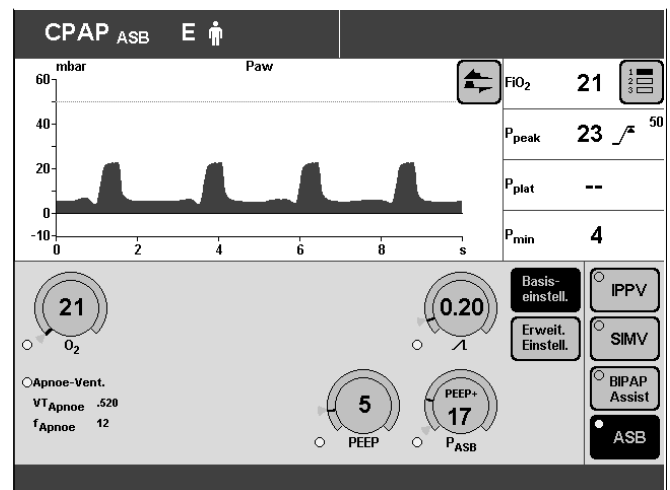 CPAP ASB E
mbar Paw
60
40
20
0
-10
0 2 4 6 8 s
FiO2 21
1
2
3
Ppeak 23 50
Pplat --
Pmin 4
21
O2
0.20
Basis-
einstell.
Erweit.
Einstell.
IPPV
SIMV
BIPAP
Assist
ASB
Apnoe-Vent.
VTApnoe .520
fApnoe 12
5
PEEP
PEEP+
17
PASB